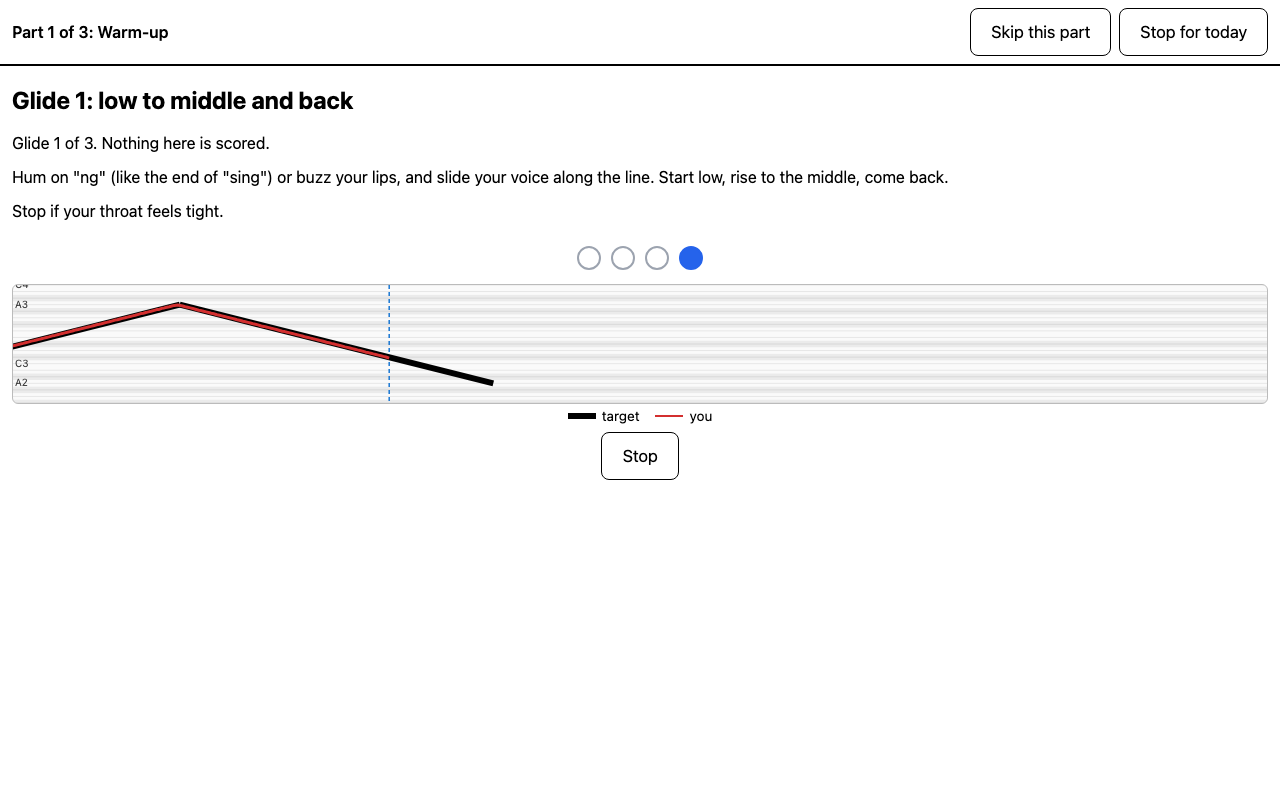 Part 1 of 3: Warm-up
Skip this part
Stop for today
Glide 1: low to middle and back
Glide 1 of 3. Nothing here is scored.
Hum on "ng" (like the end of "sing") or buzz your lips, and slide your voice along the line. Start low, rise to the middle, come back.
Stop if your throat feels tight.
A3
C3
A2
target
you
Stop